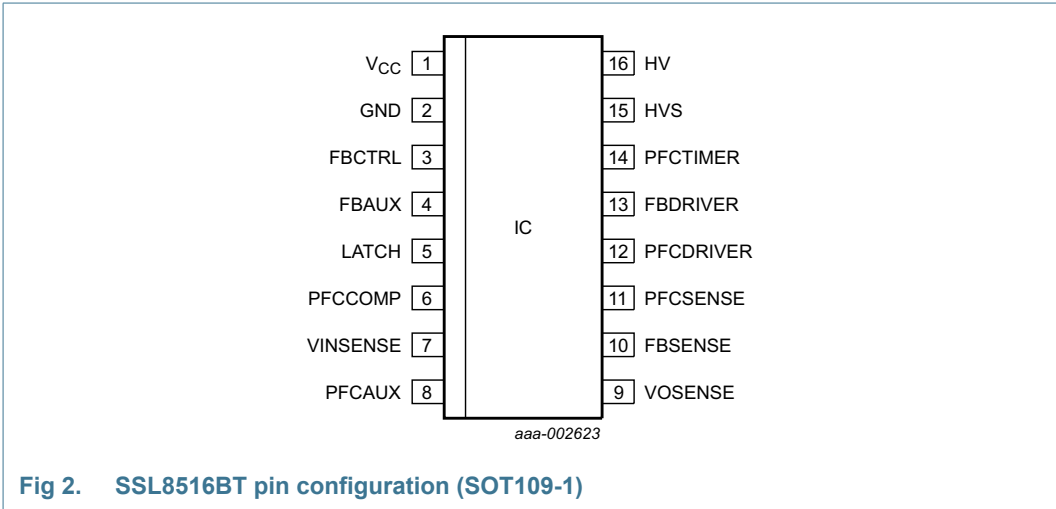 V_CC 1
GND 2
FBCTRL 3
FBAUX 4
LATCH 5
PFCCOMP 6
VINSENSE 7
PFCAUX 8
IC
16 HV
15 HVS
14 PFCTIMER
13 FBDRIVER
12 PFCDRIVER
11 PFCSENSE
10 FBSENSE
9 VOSENSE
aaa-002623
Fig 2. SSL8516BT pin configuration (SOT109-1)